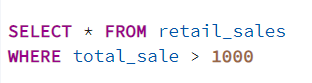 SELECT * FROM retail_sales
WHERE total_sale > 1000